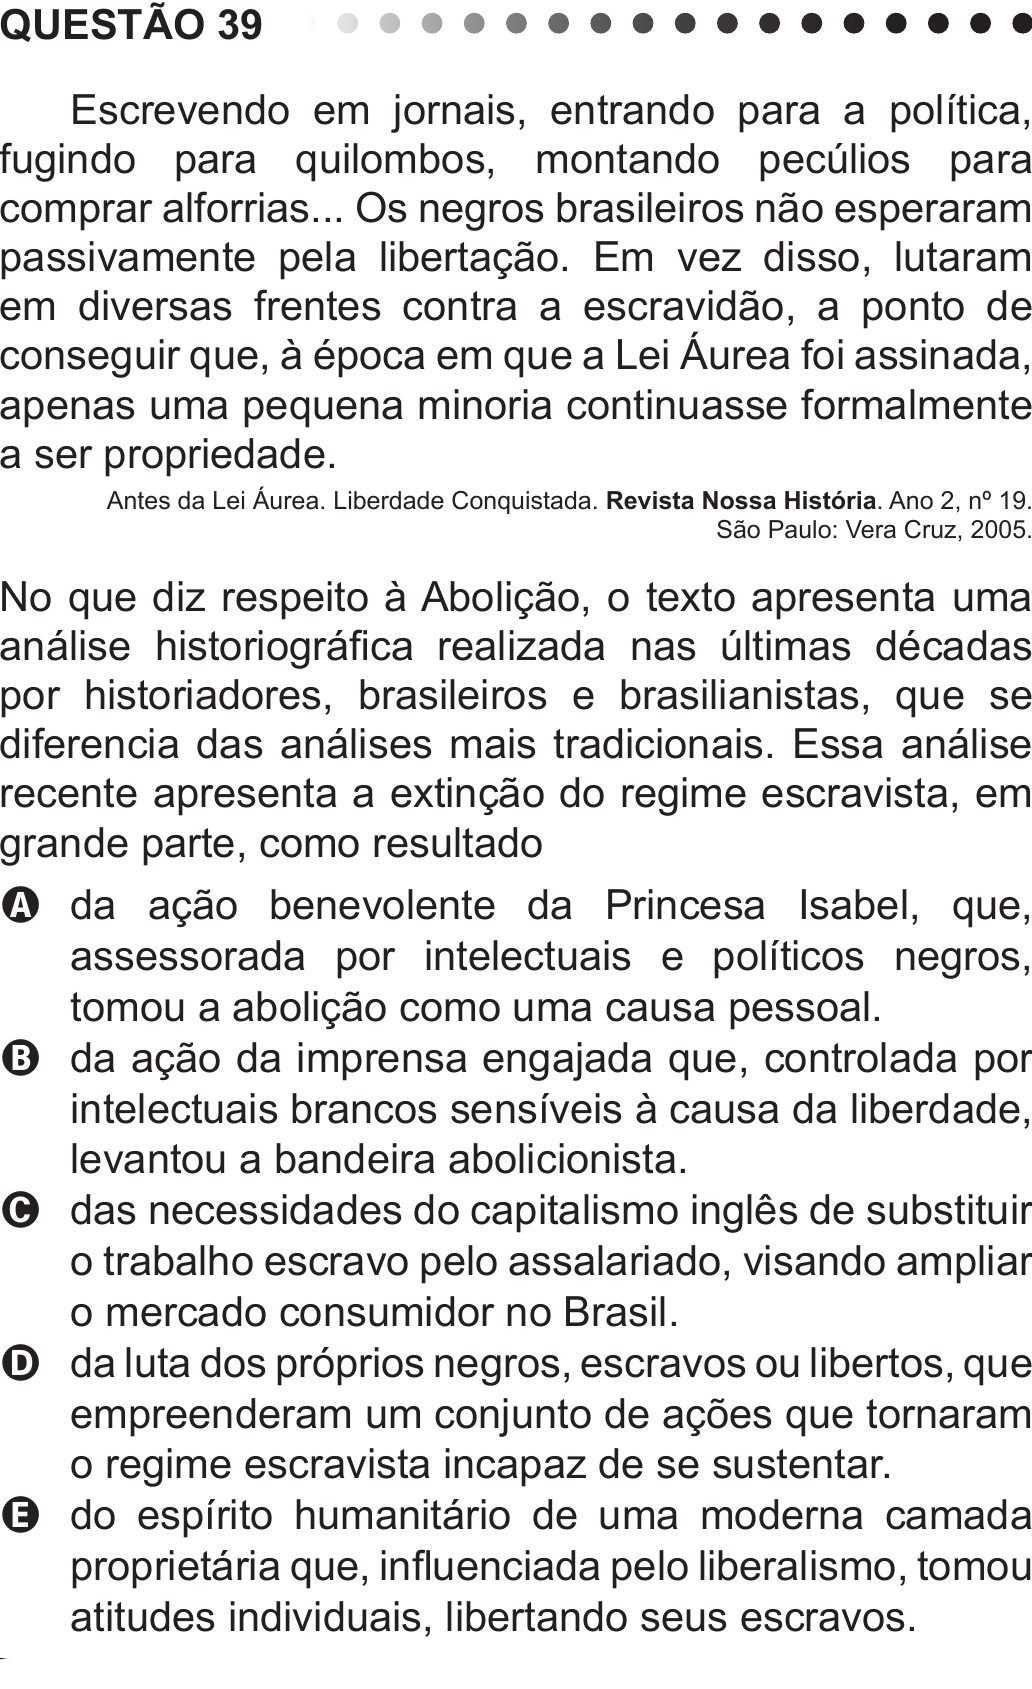 QUESTÃO 39
Escrevendo em jornais, entrando para a política,
fugindo para quilombos, montando pecúlios para
comprar alforrias... Os negros brasileiros não esperaram
passivamente pela libertação. Em vez disso, lutaram
em diversas frentes contra a escravidão, a ponto de
conseguir que, à época em que a Lei Áurea foi assinada,
apenas uma pequena minoria continuasse formalmente
a ser propriedade.
Antes da Lei Áurea. Liberdade Conquistada. Revista Nossa História. Ano 2, nº 19.
São Paulo: Vera Cruz, 2005.
No que diz respeito à Abolição, o texto apresenta uma
análise historiográfica realizada nas últimas décadas
por historiadores, brasileiros e brasilianistas, que se
diferencia das análises mais tradicionais. Essa análise
recente apresenta a extinção do regime escravista, em
grande parte, como resultado
A da ação benevolente da Princesa Isabel, que,
assessorada por intelectuais e políticos negros,
tomou a abolição como uma causa pessoal.
B da ação da imprensa engajada que, controlada por
intelectuais brancos sensíveis à causa da liberdade,
levantou a bandeira abolicionista.
C das necessidades do capitalismo inglês de substituir
o trabalho escravo pelo assalariado, visando ampliar
o mercado consumidor no Brasil.
D da luta dos próprios negros, escravos ou libertos, que
empreenderam um conjunto de ações que tornaram
o regime escravista incapaz de se sustentar.
E do espírito humanitário de uma moderna camada
proprietária que, influenciada pelo liberalismo, tomou
atitudes individuais, libertando seus escravos.